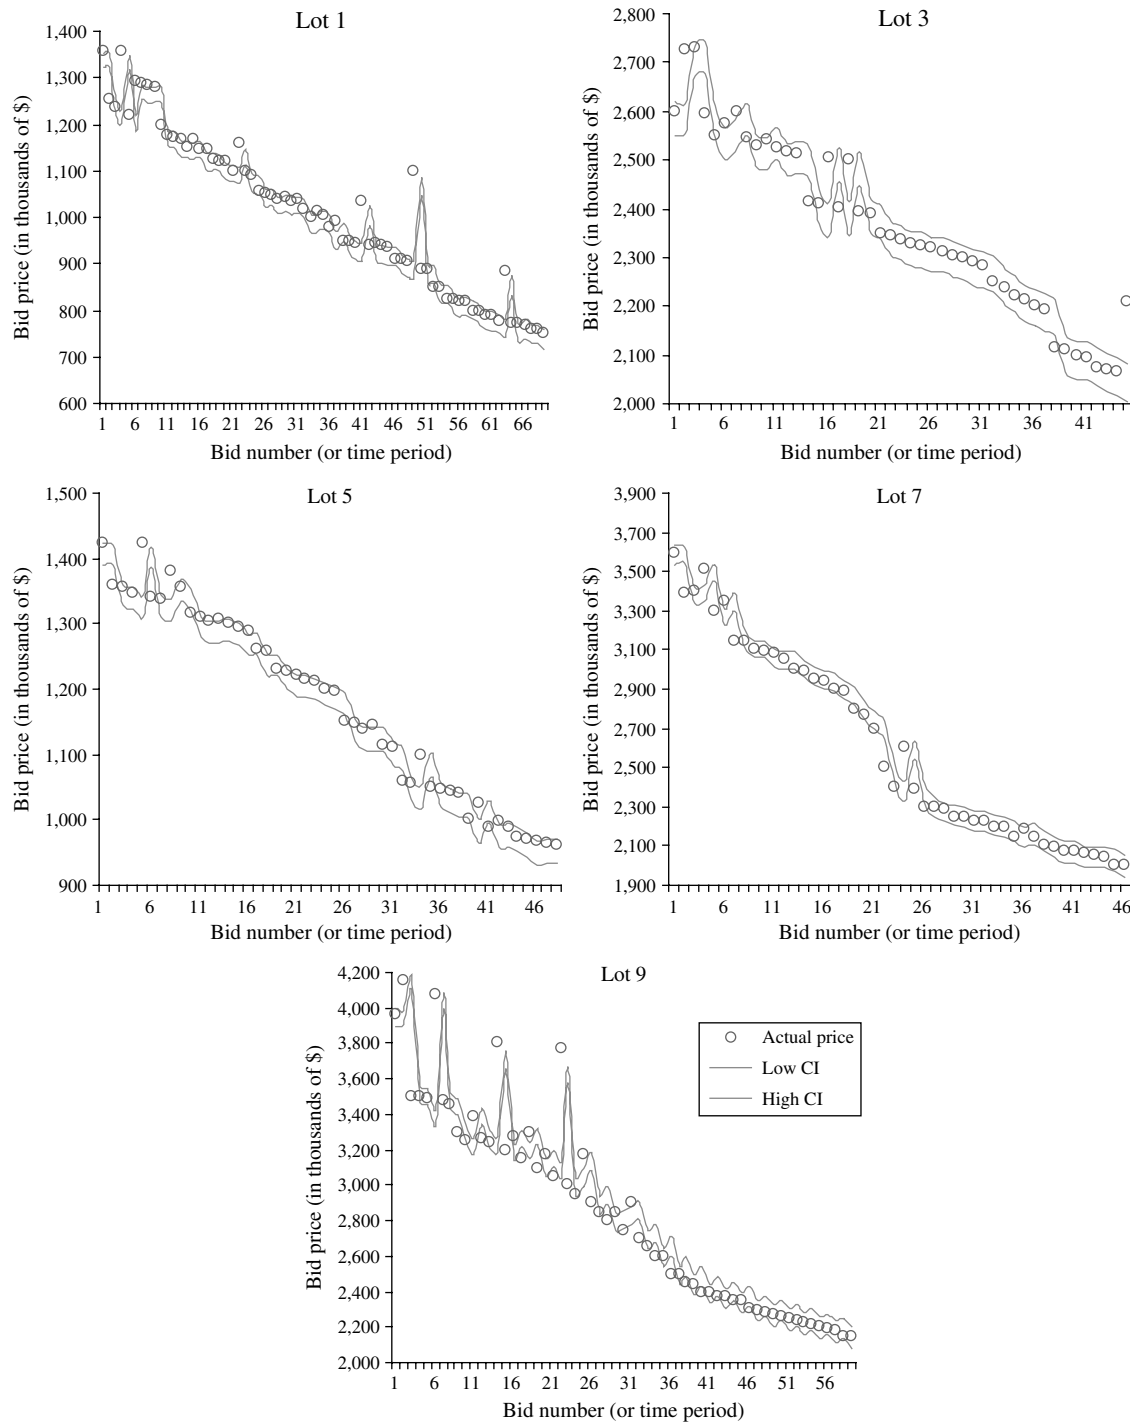 Lot 1
1,400
1,300
1,200
1,100
1,000
900
800
700
600
Bid price (in thousands of $)
1 6 11 16 21 26 31 36 41 46 51 56 61 66
Bid number (or time period)
Lot 3
2,800
2,700
2,600
2,500
2,400
2,300
2,200
2,100
2,000
Bid price (in thousands of $)
1 6 11 16 21 26 31 36 41
Bid number (or time period)
Lot 5
1,500
1,400
1,300
1,200
1,100
1,000
900
Bid price (in thousands of $)
1 6 11 16 21 26 31 36 41 46
Bid number (or time period)
Lot 7
3,900
3,700
3,500
3,300
3,100
2,900
2,700
2,500
2,300
2,100
1,900
Bid price (in thousands of $)
1 6 11 16 21 26 31 36 41 46
Bid number (or time period)
Lot 9
4,200
4,000
3,800
3,600
3,400
3,200
3,000
2,800
2,600
2,400
2,200
2,000
Bid price (in thousands of $)
1 6 11 16 21 26 31 36 41 46 51 56
Bid number (or time period)
Actual price
Low CI
High CI